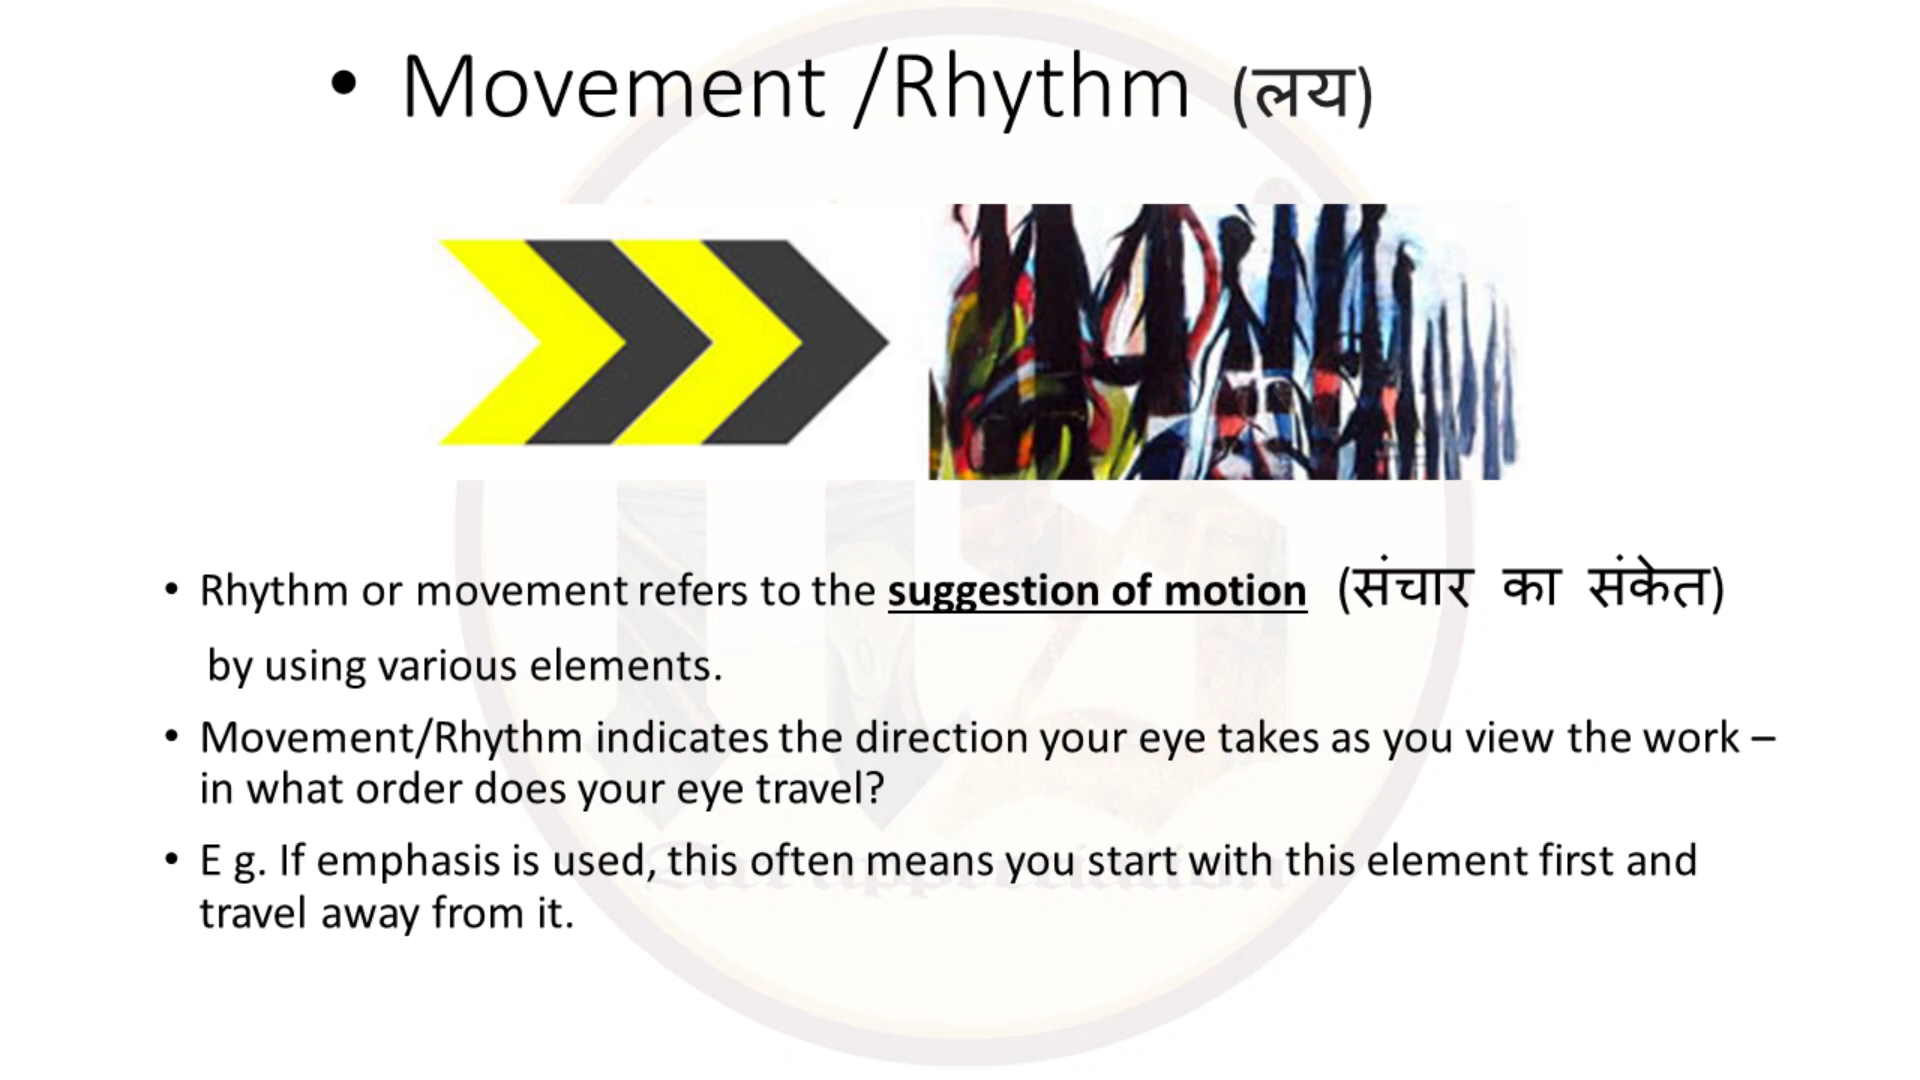 • Movement /Rhythm (लय)
• Rhythm or movement refers to the suggestion of motion (संचार का संकेत)
by using various elements.
• Movement/Rhythm indicates the direction your eye takes as you view the work –
in what order does your eye travel?
• E g. If emphasis is used, this often means you start with this element first and
travel away from it.
Art appreciation